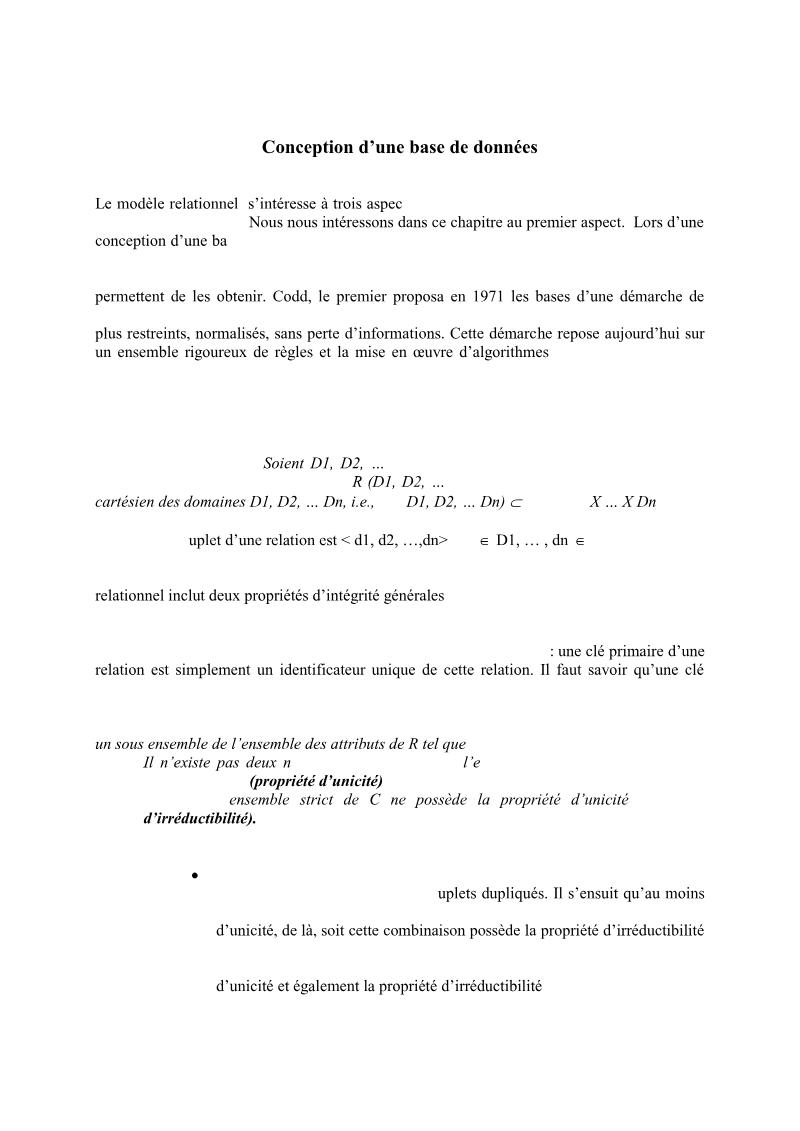 Conception d’une base de données
Le modèle relationnel s’intéresse à trois aspec
Nous nous intéressons dans ce chapitre au premier aspect. Lors d’une
conception d’une ba
permettent de les obtenir. Codd, le premier proposa en 1971 les bases d’une démarche de
plus restreints, normalisés, sans perte d’informations. Cette démarche repose aujourd’hui sur
un ensemble rigoureux de règles et la mise en œuvre d’algorithmes
Soient D1, D2, …
R (D1, D2, …
cartésien des domaines D1, D2, … Dn, i.e., D1, D2, … Dn) ⊂ X … X Dn
uplet d’une relation est < d1, d2, …,dn> ∈ D1, … , dn ∈
relationnel inclut deux propriétés d’intégrité générales
: une clé primaire d’une
relation est simplement un identificateur unique de cette relation. Il faut savoir qu’une clé
un sous ensemble de l’ensemble des attributs de R tel que
Il n’existe pas deux n l’e
(propriété d’unicité)
ensemble strict de C ne possède la propriété d’unicité
d’irréductibilité).
•
uplets dupliqués. Il s’ensuit qu’au moins
d’unicité, de là, soit cette combinaison possède la propriété d’irréductibilité
d’unicité et également la propriété d’irréductibilité